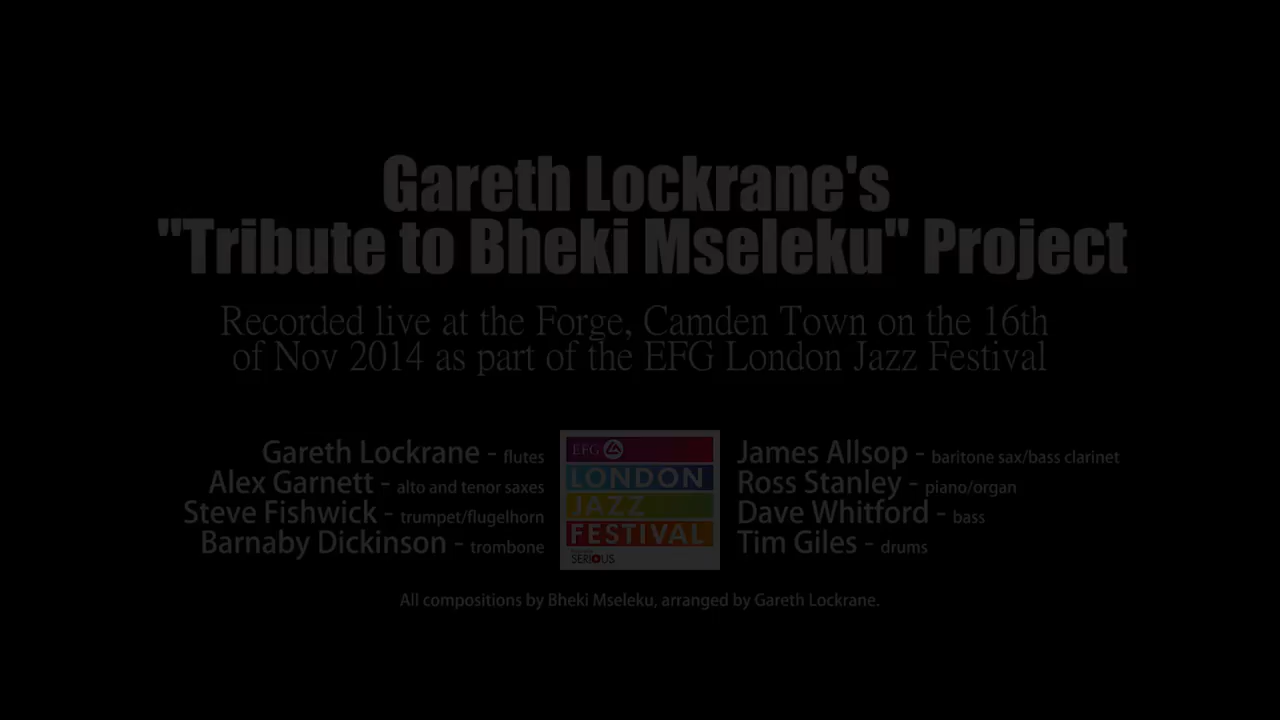 Gareth Lockrane's
"Tribute to Bheki Mseleku" Project
Recorded live at the Forge, Camden Town on the 16th
of Nov 2014 as part of the EFG London Jazz Festival
Gareth Lockrane - flutes
Alex Garnett - alto and tenor saxes
Steve Fishwick - trumpet/flugelhorn
Barnaby Dickinson - trombone
EFG
LONDON
JAZZ
FESTIVAL
SERIOUS
James Allsop - baritone sax/bass clarinet
Ross Stanley - piano/organ
Dave Whitford - bass
Tim Giles - drums
All compositions by Bheki Mseleku, arranged by Gareth Lockrane.